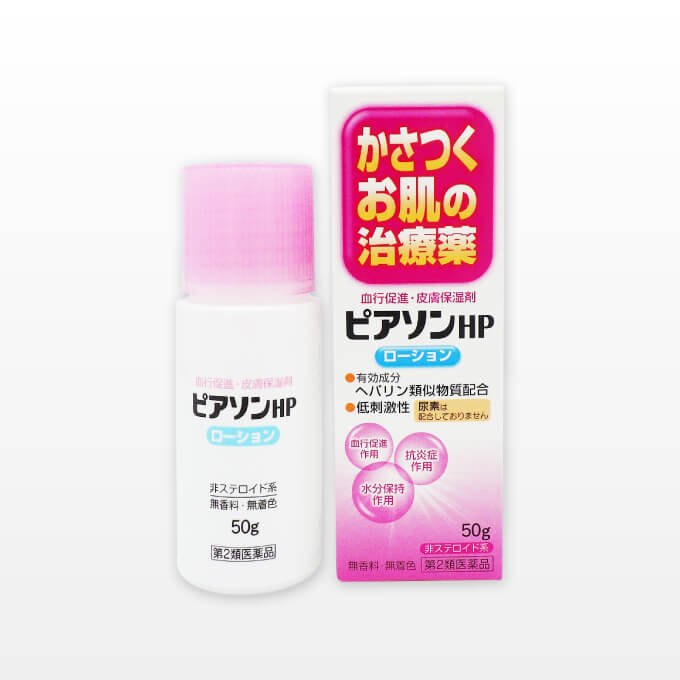 血行促進・皮膚保湿剤
ピアソンHP
ローション
非ステロイド系
無香料・無着色
50g
第2類医薬品
かさつく
お肌の
治療薬
血行促進・皮膚保湿剤
ピアソンHP
ローション
●有効成分
ヘパリン類似物質配合
●低刺激性
尿素は
配合しておりません
血行促進
作用
抗炎症
作用
水分保持
作用
50g
非ステロイド系
無香料・無着色 第2類医薬品